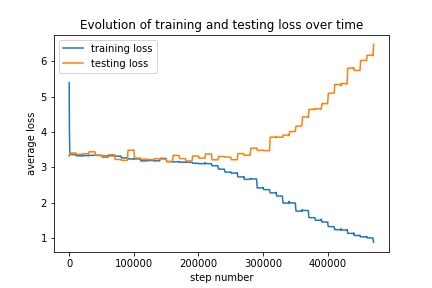 Evolution of training and testing loss over time
training loss
testing loss
average loss
6
5
4
3
2
1
0
100000
200000
300000
400000
step number